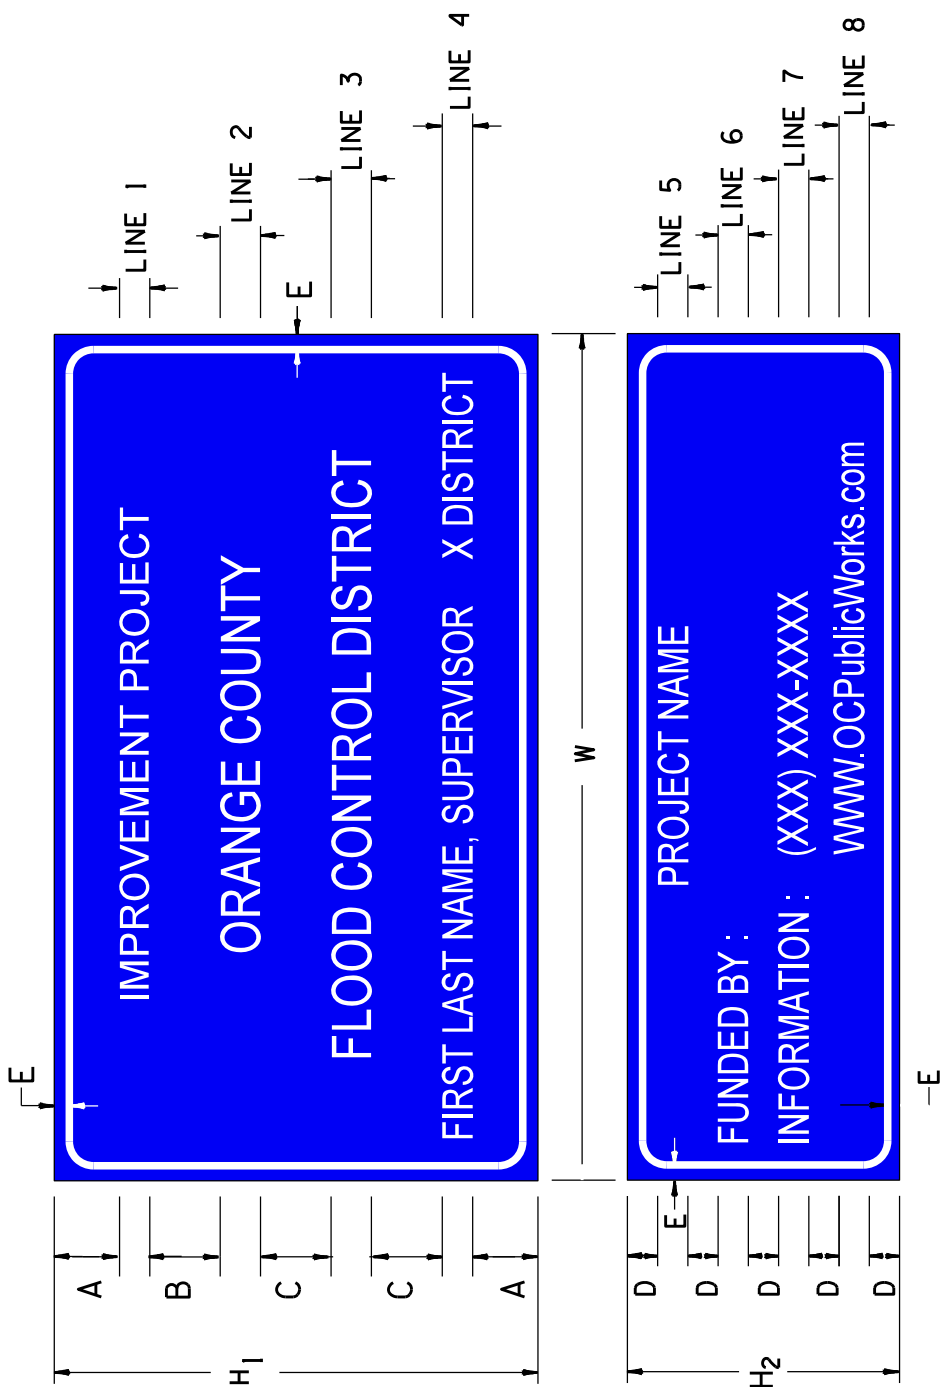 LINE 1
LINE 2
LINE 3
LINE 4
E
E
A
B
C
C
A
H1
IMPROVEMENT PROJECT
ORANGE COUNTY
FLOOD CONTROL DISTRICT
FIRST LAST NAME, SUPERVISOR X DISTRICT
W
LINE 5
LINE 6
LINE 7
LINE 8
PROJECT NAME
FUNDED BY :
INFORMATION : (XXX) XXX-XXXX
WWW.OCPublicWorks.com
E
E
D
D
D
D
D
H2